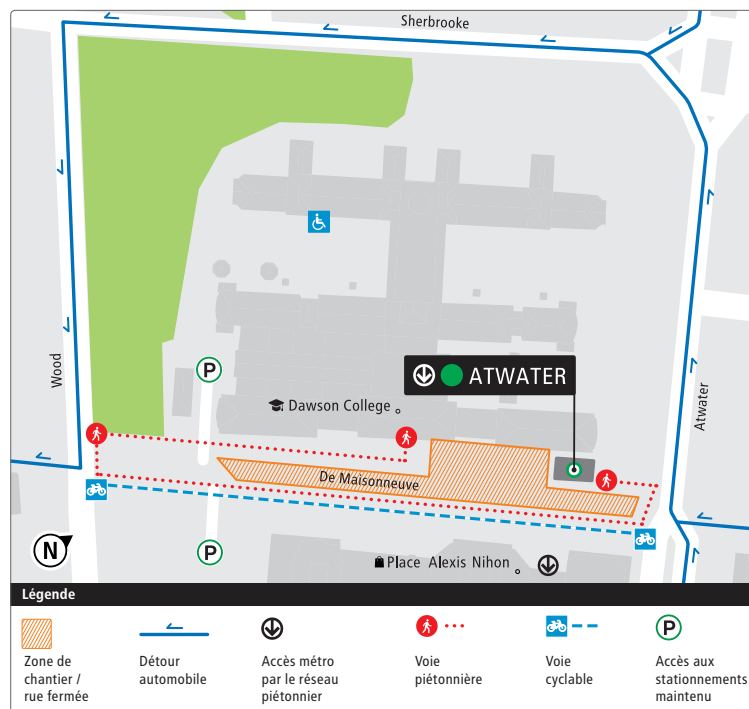 Sherbrooke
Wood
Atwater
P
ATWATER
Dawson College
De Maisonneuve
N
P
Place Alexis Nihon
Légende
P
Zone de
chantier /
rue fermée
Détour
automobile
Accès métro
par le réseau
piétonnier
Voie
piétonnière
Voie
cyclable
Accès aux
stationnements
maintenu